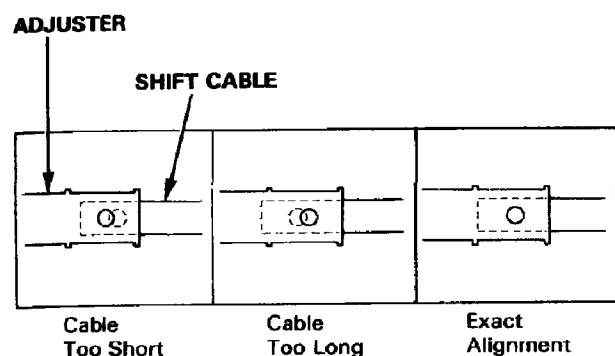 ADJUSTER
SHIFT CABLE
Cable
Too Short
Cable
Too Long
Exact
Alignment